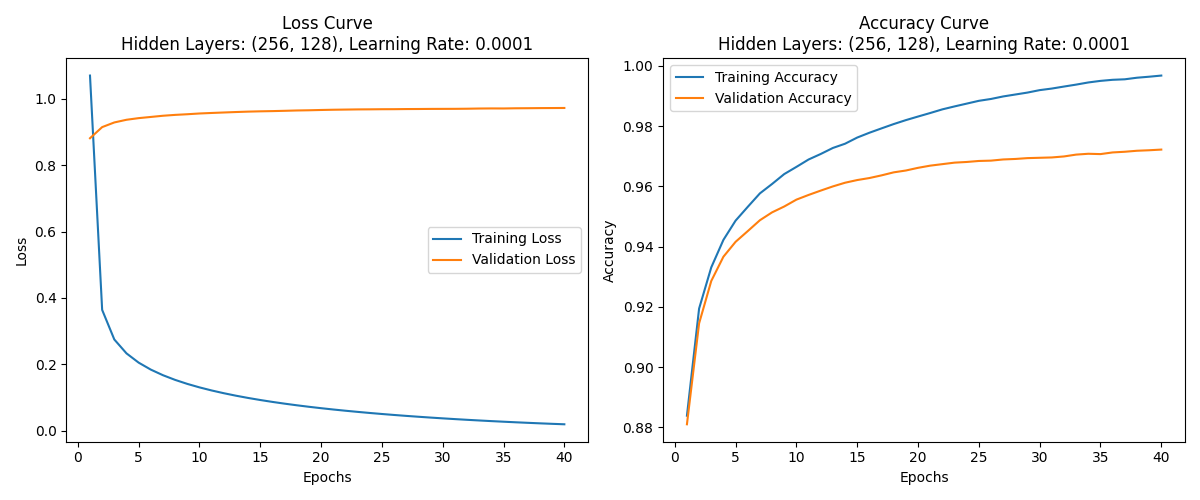 Loss Curve
Hidden Layers: (256, 128), Learning Rate: 0.0001
1.0
0.8
0.6
0.4
0.2
0.0
Loss
Training Loss
Validation Loss
0 5 10 15 20 25 30 35 40
Epochs
Accuracy Curve
Hidden Layers: (256, 128), Learning Rate: 0.0001
Training Accuracy
Validation Accuracy
1.00
0.98
0.96
0.94
0.92
0.90
0.88
Accuracy
0 5 10 15 20 25 30 35 40
Epochs